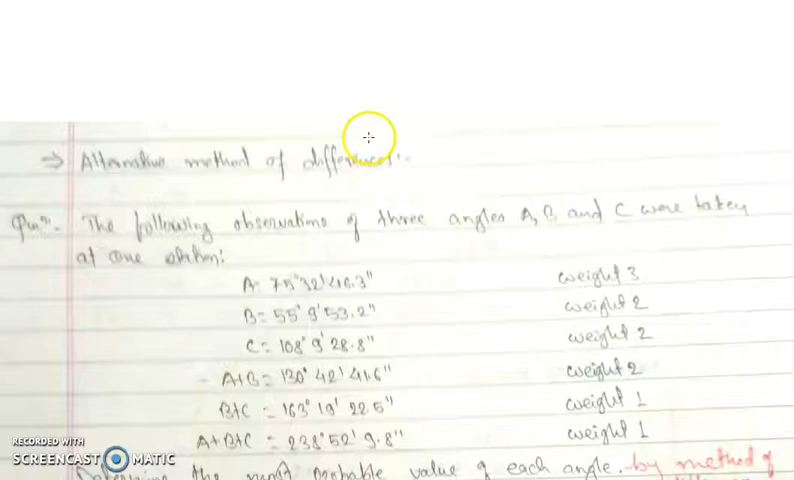 ⇒ Alternative method of differences:-
Ques. The following observations of three angles A, B and C were taken
at one station:
A= 75° 32' 46.3" weight 3
B= 55° 9' 53.2" weight 2
C= 108° 9' 28.8" weight 2
A+B= 130° 42' 41.6" weight 2
B+C = 163° 19' 22.5" weight 1
A+B+C = 238° 52' 9.8" weight 1
the most probable value of each angle. by method of
RECORDED WITH
SCREENCAST MATIC